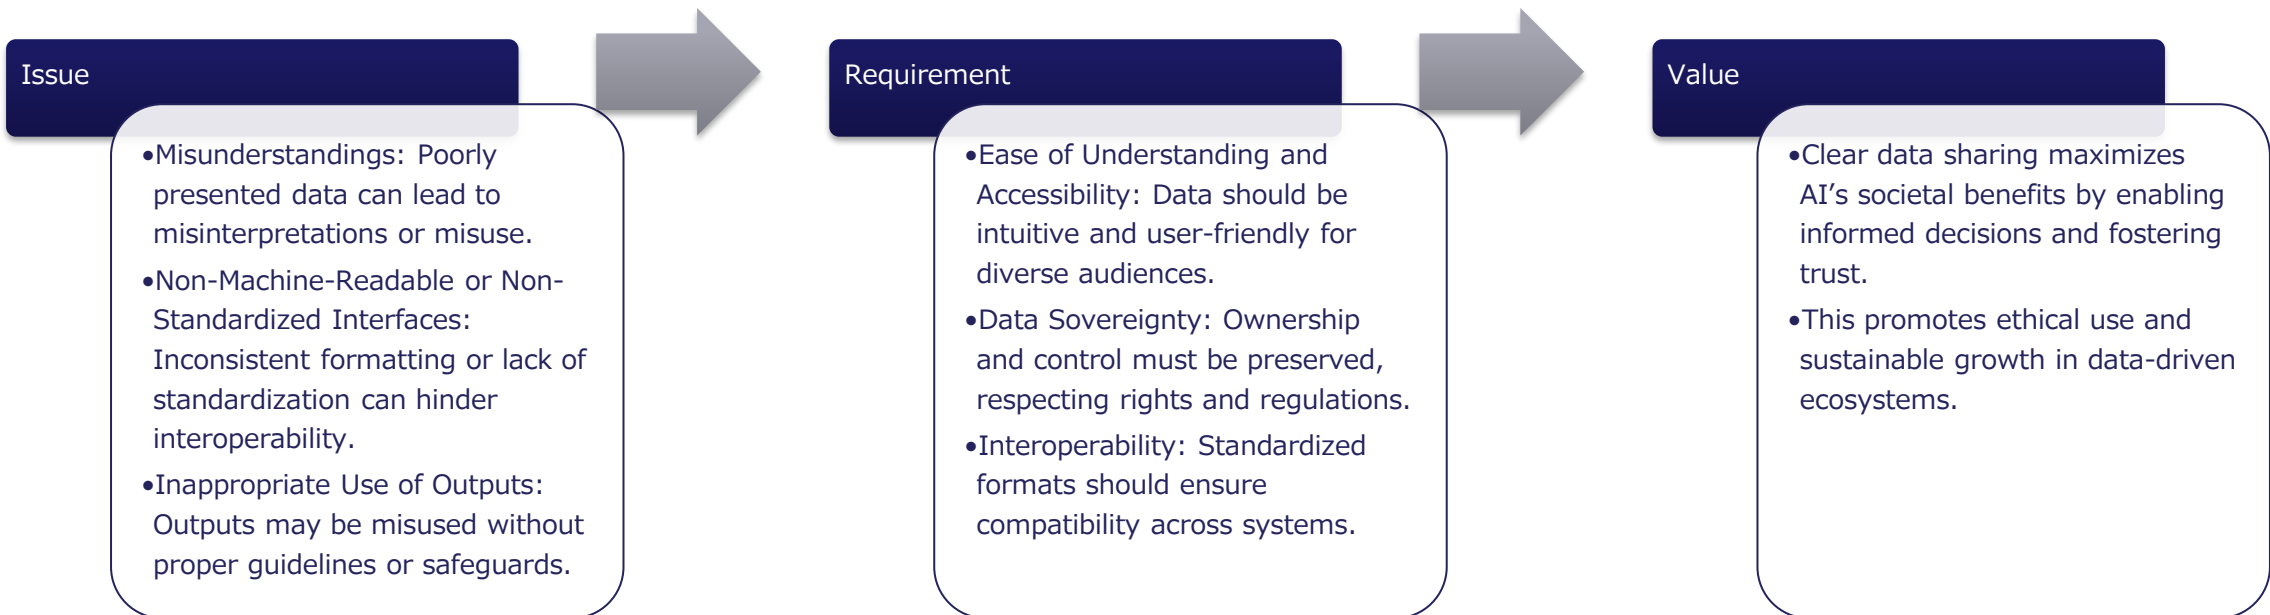 Issue
•Misunderstandings: Poorly
presented data can lead to
misinterpretations or misuse.
•Non-Machine-Readable or Non-
Standardized Interfaces:
Inconsistent formatting or lack of
standardization can hinder
interoperability.
•Inappropriate Use of Outputs:
Outputs may be misused without
proper guidelines or safeguards.
Requirement
•Ease of Understanding and
Accessibility: Data should be
intuitive and user-friendly for
diverse audiences.
•Data Sovereignty: Ownership
and control must be preserved,
respecting rights and regulations.
•Interoperability: Standardized
formats should ensure
compatibility across systems.
Value
•Clear data sharing maximizes
AI’s societal benefits by enabling
informed decisions and fostering
trust.
•This promotes ethical use and
sustainable growth in data-driven
ecosystems.